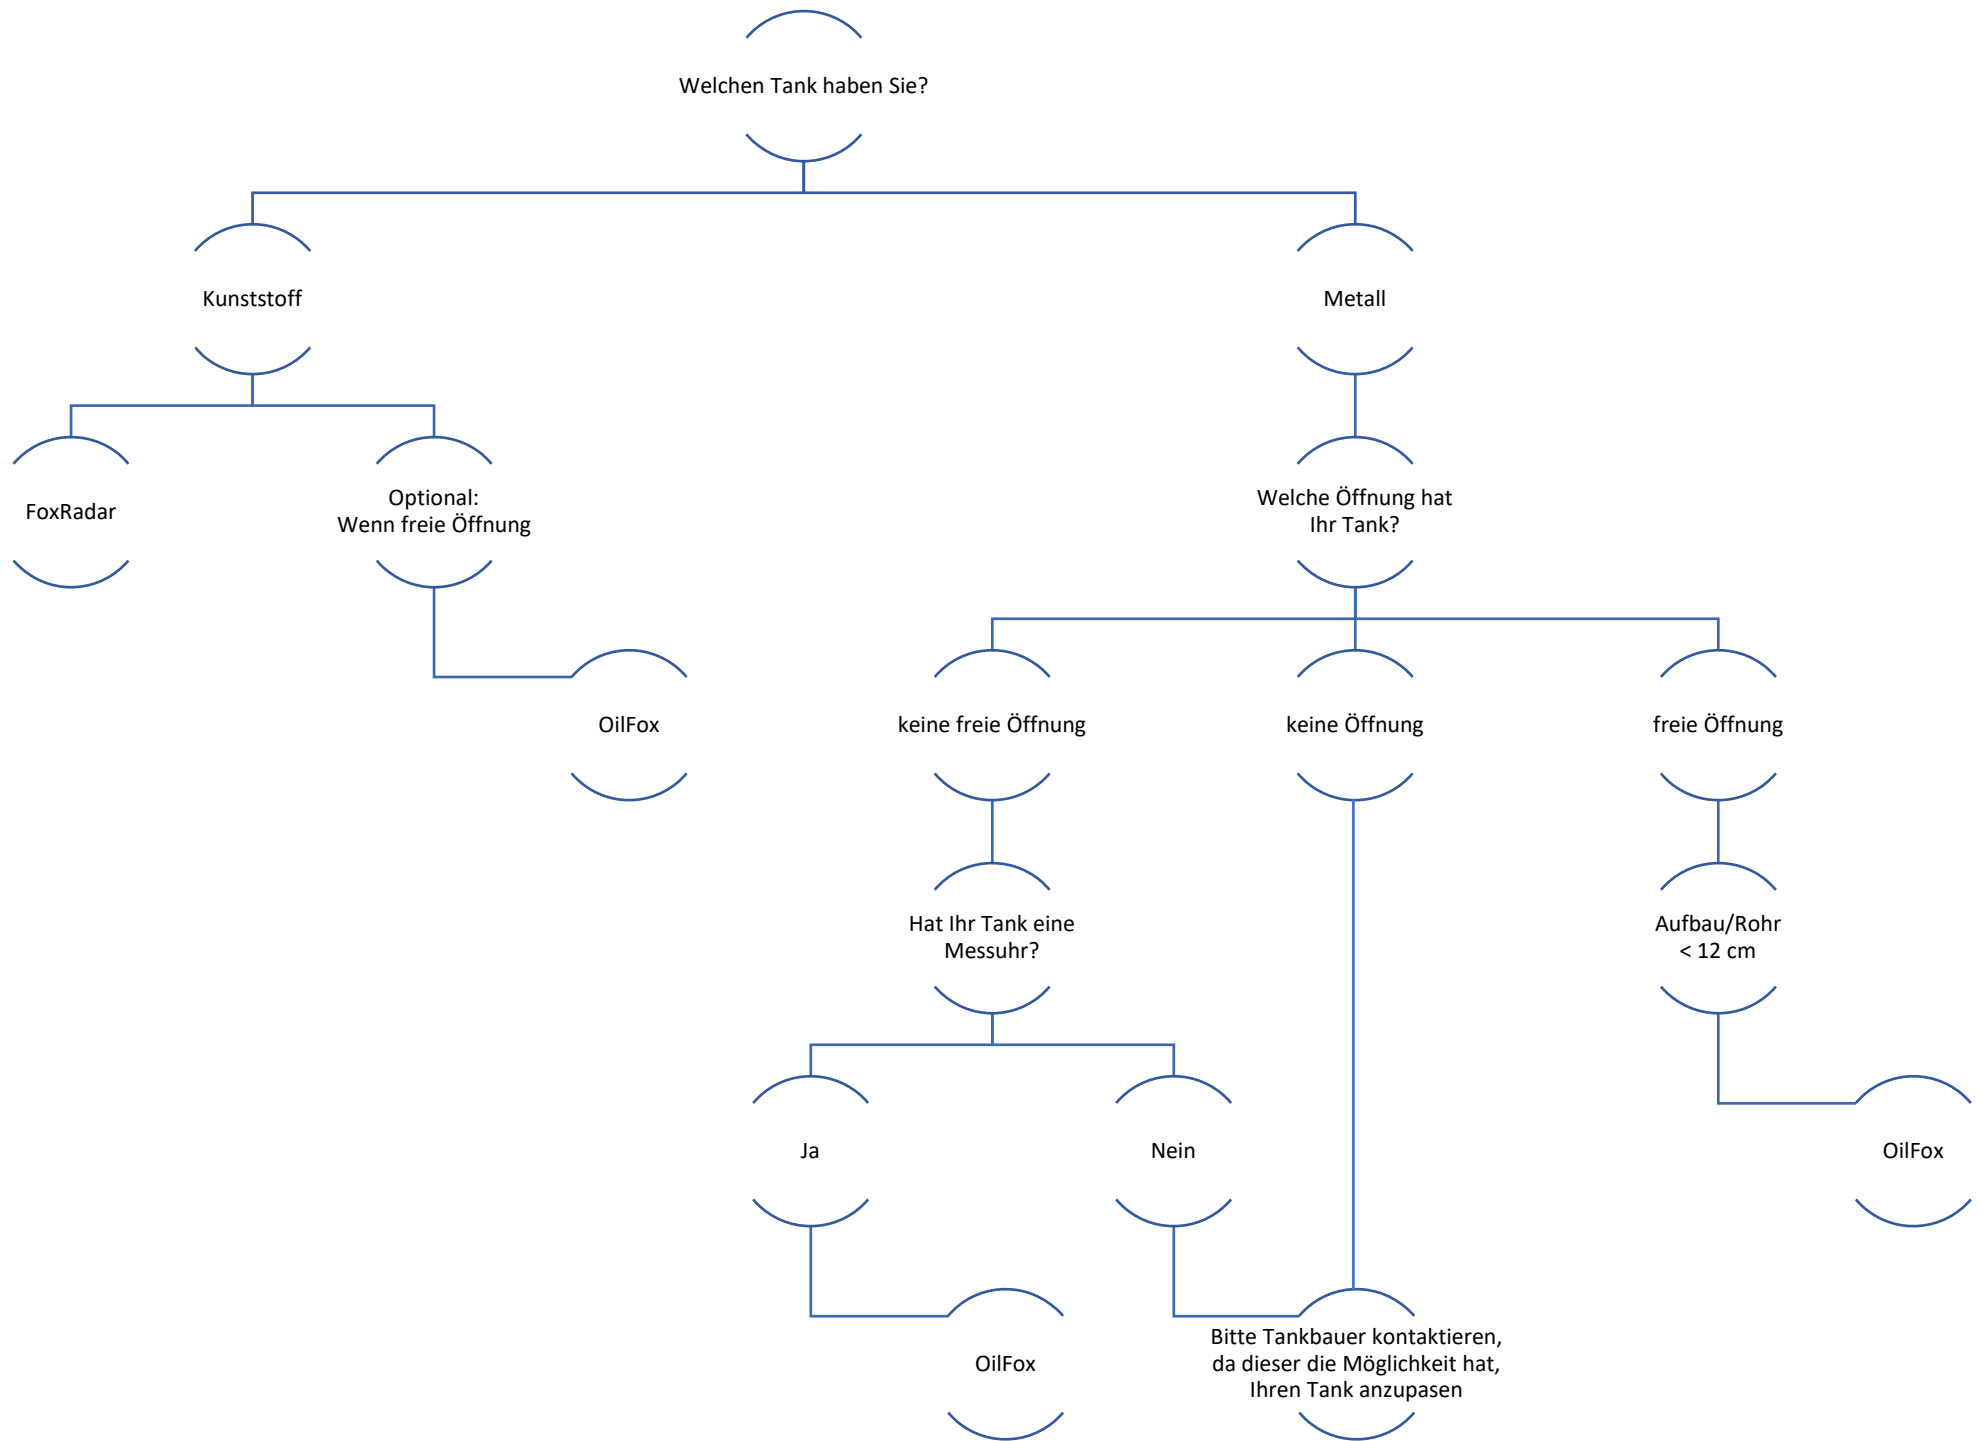 Welchen Tank haben Sie?
Kunststoff
Metall
FoxRadar
Optional:
Wenn freie Öffnung
Welche Öffnung hat
Ihr Tank?
OilFox
keine freie Öffnung
keine Öffnung
freie Öffnung
Hat Ihr Tank eine
Messuhr?
Aufbau/Rohr
< 12 cm
Ja
Nein
OilFox
OilFox
Bitte Tankbauer kontaktieren,
da dieser die Möglichkeit hat,
Ihren Tank anzupasen